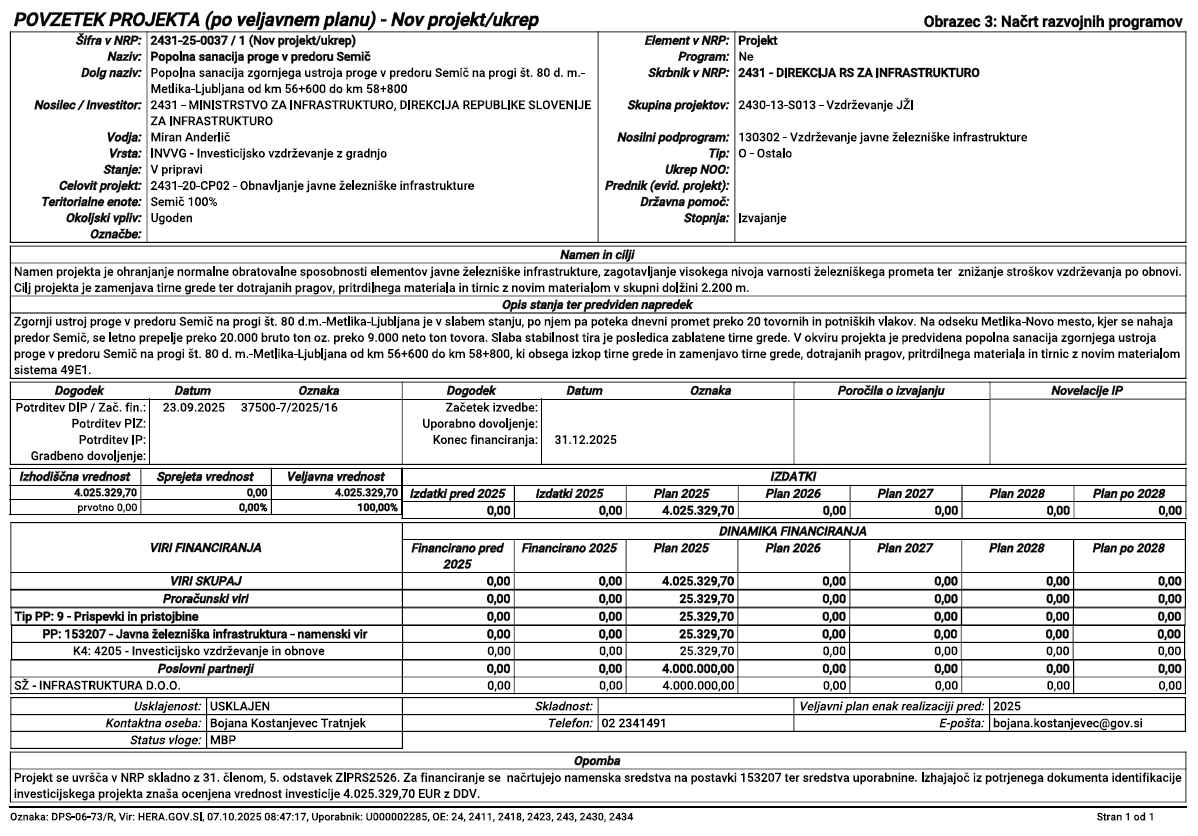 POVZETEK PROJEKTA (po veljavnem planu) - Nov projekt/ukrep
Obrazec 3: Načrt razvojnih programov
Šifra v NRP: 2431-25-0037 / 1 (Nov projekt/ukrep)
Naziv: Popolna sanacija proge v predoru Semič
Dolg naziv: Popolna sanacija zgornjega ustroja proge v predoru Semič na progi št. 80 d. m.-
Metlika-Ljubljana od km 56+600 do km 58+800
Nosilec / Investitor: 2431 - MINISTRSTVO ZA INFRASTRUKTURO, DIREKCIJA REPUBLIKE SLOVENIJE
ZA INFRASTRUKTURO
Vodja: Miran Anderlič
Vrsta: INVVG - Investicijsko vzdrževanje z gradnjo
Stanje: V pripravi
Celovit projekt: 2431-20-CP02 - Obnavljanje javne železniške infrastrukture
Teritorialne enote: Semič 100%
Okoljski vpliv: Ugoden
Označbe:
Element v NRP: Projekt
Program: Ne
Skrbnik v NRP: 2431 - DIREKCIJA RS ZA INFRASTRUKTURO
Skupina projektov: 2430-13-S013 - Vzdrževanje JŽI
Nosilni podprogram: 130302 - Vzdrževanje javne železniške infrastrukture
Tip: O - Ostalo
Ukrep NOO:
Prednik (evid. projekt):
Državna pomoč:
Stopnja: Izvajanje
Namen in cilji
Namen projekta je ohranjanje normalne obratovalne sposobnosti elementov javne železniške infrastrukture, zagotavljanje visokega nivoja varnosti železniškega prometa ter znižanje stroškov vzdrževanja po obnovi.
Cilj projekta je zamenjava tirne grede ter dotrajanih pragov, pritrdilnega materiala in tirnic z novim materialom v skupni dolžini 2.200 m.
Opis stanja ter predviden napredek
Zgornji ustroj proge v predoru Semič na progi št. 80 d.m.-Metlika-Ljubljana je v slabem stanju, po njem pa poteka dnevni promet preko 20 tovornih in potniških vlakov. Na odseku Metlika-Novo mesto, kjer se nahaja
predor Semič, se letno prepelje preko 20.000 bruto ton oz. preko 9.000 neto ton tovora. Slaba stabilnost tira je posledica zablatene tirne grede. V okviru projekta je predvidena popolna sanacija zgornjega ustroja
proge v predoru Semič na progi št. 80 d. m.-Metlika-Ljubljana od km 56+600 do km 58+800, ki obsega izkop tirne grede in zamenjavo tirne grede, dotrajanih pragov, pritrdilnega materiala in tirnic z novim materialom
sistema 49E1.
Dogodek Datum Oznaka Dogodek Datum Oznaka Poročila o izvajanju Novelacije IP
Potrditev DIP / Zač. fin.: 23.09.2025 37500-7/2025/16 Začetek izvedbe:
Potrditev PIZ: Uporabno dovoljenje:
Potrditev IP: Konec financiranja: 31.12.2025
Gradbeno dovoljenje:
Izhodiščna vrednost Sprejeta vrednost Veljavna vrednost IZDATKI
4.025.329,70 0,00 4.025.329,70 Izdatki pred 2025 Izdatki 2025 Plan 2025 Plan 2026 Plan 2027 Plan 2028 Plan po 2028
prvotno 0,00 0,00% 100,00% 0,00 0,00 4.025.329,70 0,00 0,00 0,00 0,00
DINAMIKA FINANCIRANJA
VIRI FINANCIRANJA Financirano pred 2025 Financirano 2025 Plan 2025 Plan 2026 Plan 2027 Plan 2028 Plan po 2028
VIRI SKUPAJ 0,00 0,00 4.025.329,70 0,00 0,00 0,00 0,00
Proračunski viri 0,00 0,00 25.329,70 0,00 0,00 0,00 0,00
Tip PP: 9 - Prispevki in pristojbine 0,00 0,00 25.329,70 0,00 0,00 0,00 0,00
PP: 153207 - Javna železniška infrastruktura - namenski vir 0,00 0,00 25.329,70 0,00 0,00 0,00 0,00
K4: 4205 - Investicijsko vzdrževanje in obnove 0,00 0,00 25.329,70 0,00 0,00 0,00 0,00
Poslovni partnerji 0,00 0,00 4.000.000,00 0,00 0,00 0,00 0,00
SŽ - INFRASTRUKTURA D.O.O. 0,00 0,00 4.000.000,00 0,00 0,00 0,00 0,00
Usklajenost: USKLAJEN Skladnost: Veljavni plan enak realizaciji pred: 2025
Kontaktna oseba: Bojana Kostanjevec Tratnjek Telefon: 02 2341491 E-pošta: bojana.kostanjevec@gov.si
Status vloge: MBP
Opomba
Projekt se uvršča v NRP skladno z 31. členom, 5. odstavek ZIPRS2526. Za financiranje se načrtujejo namenska sredstva na postavki 153207 ter sredstva uporabnine. Izhajajoč iz potrjenega dokumenta identifikacije
investicijskega projekta znaša ocenjena vrednost investicije 4.025.329,70 EUR z DDV.
Oznaka: DPS-06-73/R, Vir: HERA.GOV.SI, 07.10.2025 08:47:17, Uporabnik: U000002285, OE: 24, 2411, 2418, 2423, 243, 2430, 2434
Stran 1 od 1